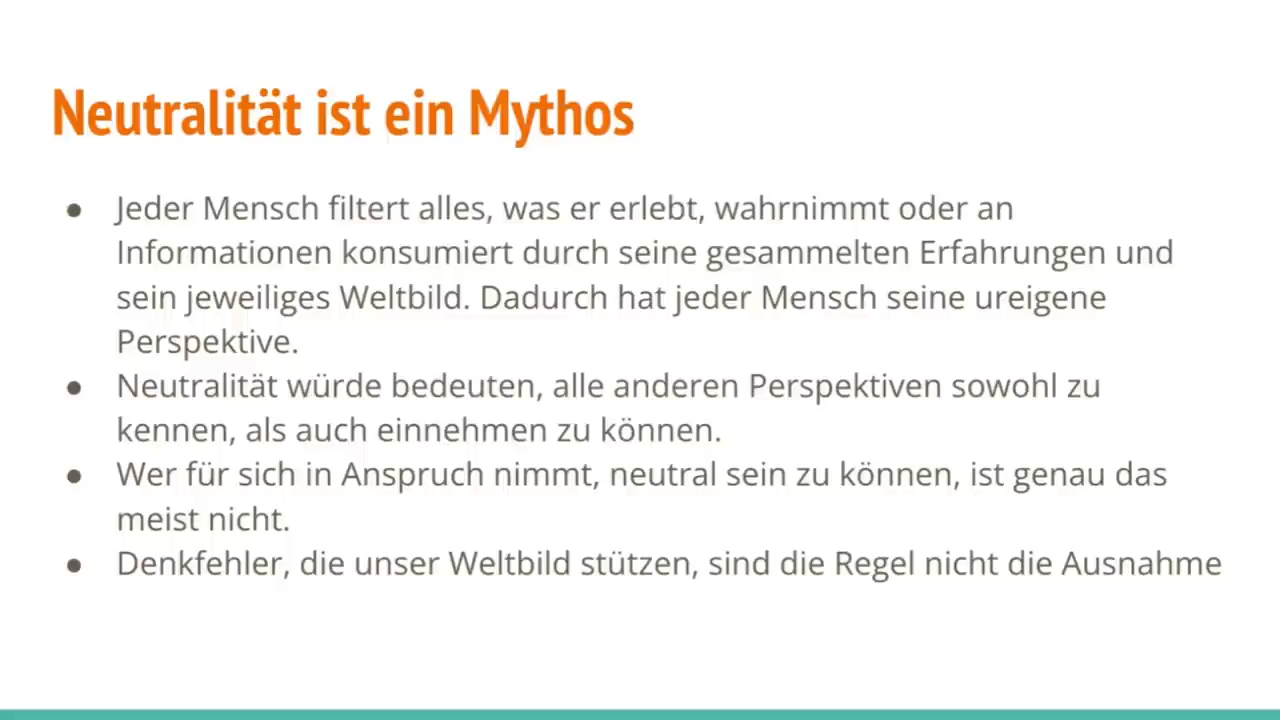 Neutralität ist ein Mythos
● Jeder Mensch filtert alles, was er erlebt, wahrnimmt oder an
Informationen konsumiert durch seine gesammelten Erfahrungen und
sein jeweiliges Weltbild. Dadurch hat jeder Mensch seine ureigene
Perspektive.
● Neutralität würde bedeuten, alle anderen Perspektiven sowohl zu
kennen, als auch einnehmen zu können.
● Wer für sich in Anspruch nimmt, neutral sein zu können, ist genau das
meist nicht.
● Denkfehler, die unser Weltbild stützen, sind die Regel nicht die Ausnahme